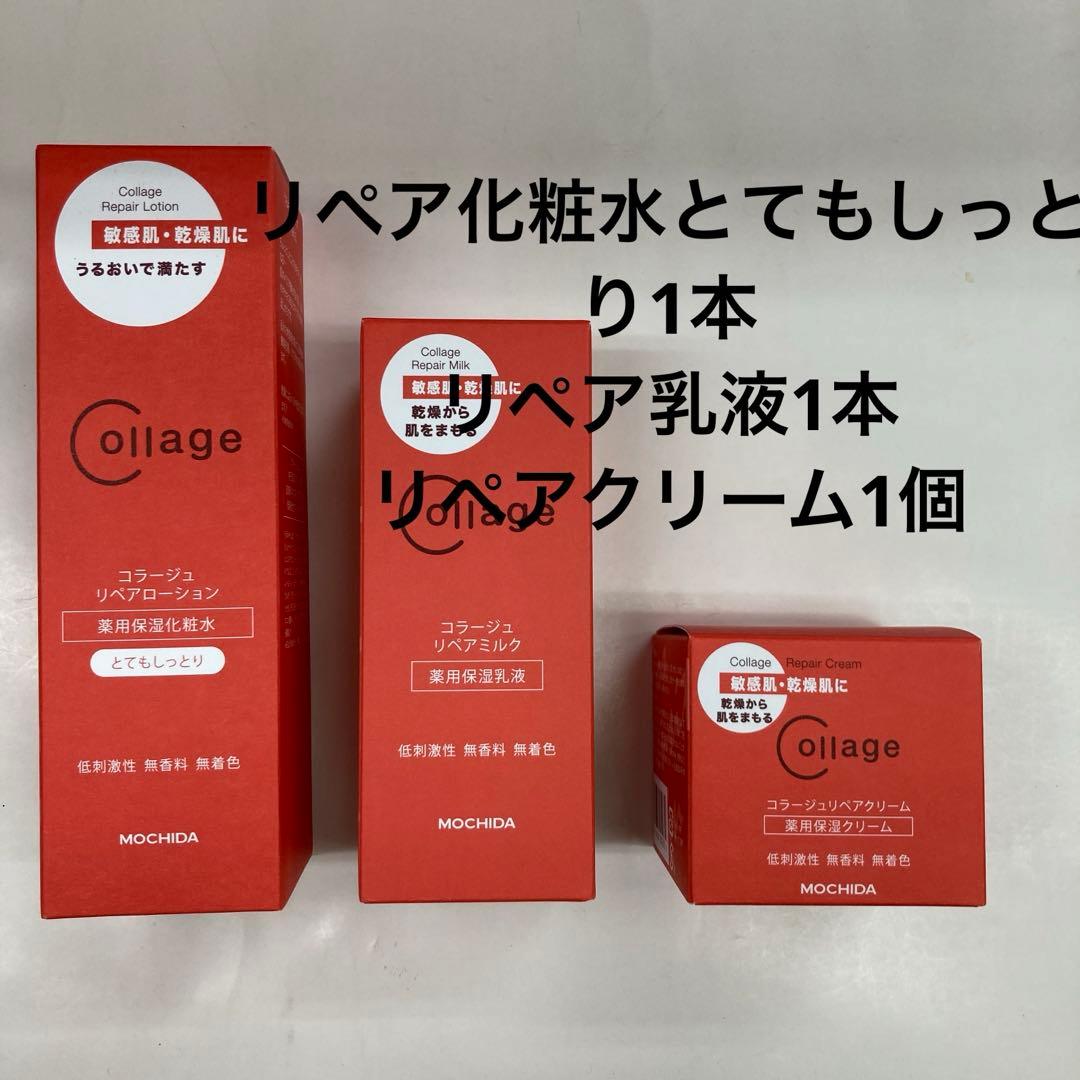 リペア化粧水とてもしっと
り1本
リペア乳液1本
リペアクリーム1個
Collage
Repair Lotion
敏感肌・乾燥肌に
うるおいで満たす
Collage
コラージュ
リペアローション
薬用保湿化粧水
とてもしっとり
低刺激性 無香料 無着色
MOCHIDA
Collage
Repair Milk
敏感肌・乾燥肌に
乾燥から
肌をまもる
Collage
コラージュ
リペアミルク
薬用保湿乳液
低刺激性 無香料 無着色
MOCHIDA
Collage Repair Cream
敏感肌・乾燥肌に
乾燥から
肌をまもる
Collage
コラージュリペアクリーム
薬用保湿クリーム
低刺激性 無香料 無着色
MOCHIDA